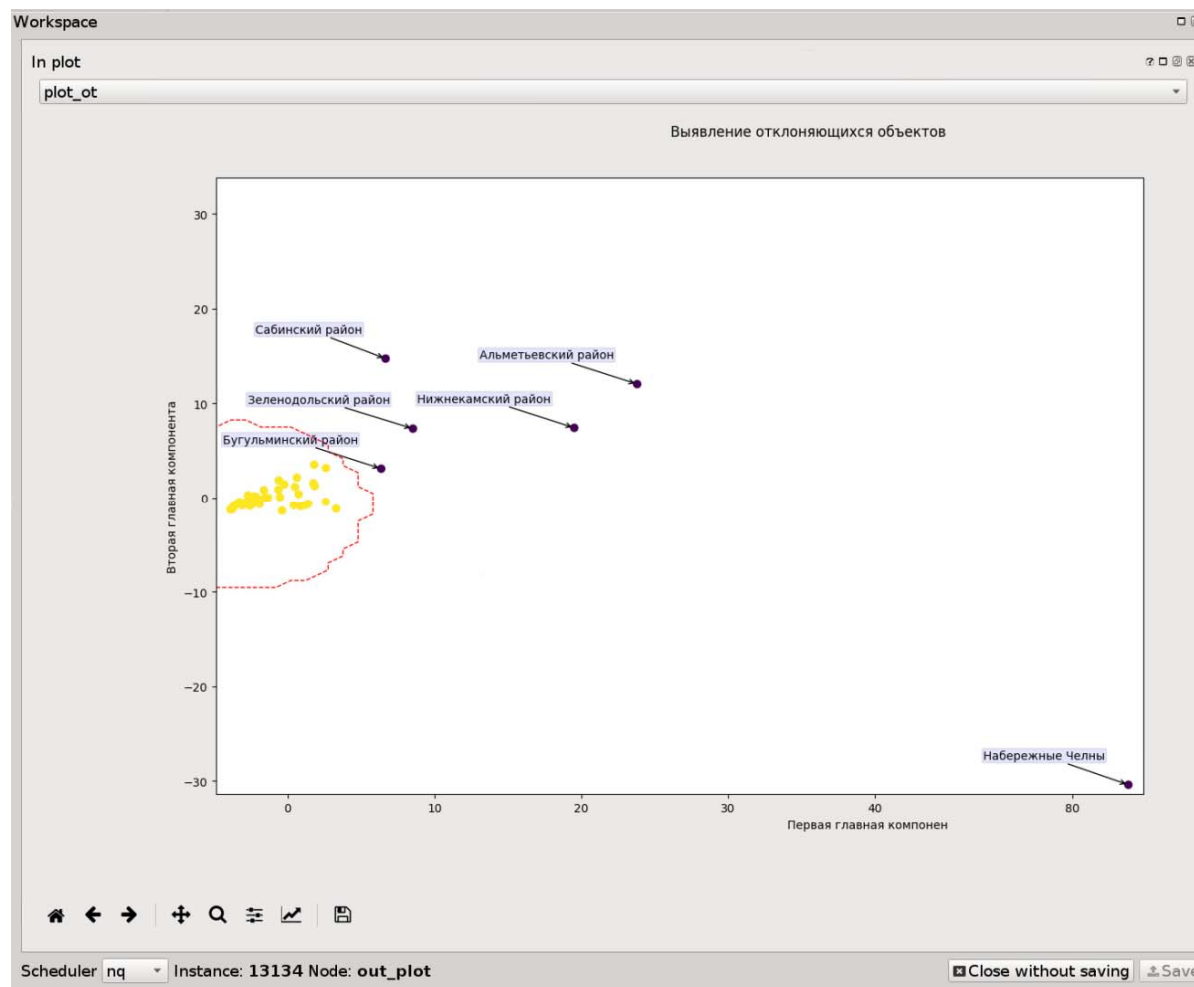 Workspace
In plot
plot_ot
Выявление отклоняющихся объектов
30
20
10
0
−10
−20
−30
Вторая главная компонента
Сабинский район
Альметьевский район
Зеленодольский район
Нижнекамский район
Бугульминский район
Набережные Челны
0
10
20
30
40
80
Первая главная компонен
Scheduler nq Instance: 13134 Node: out_plot Close without saving Save